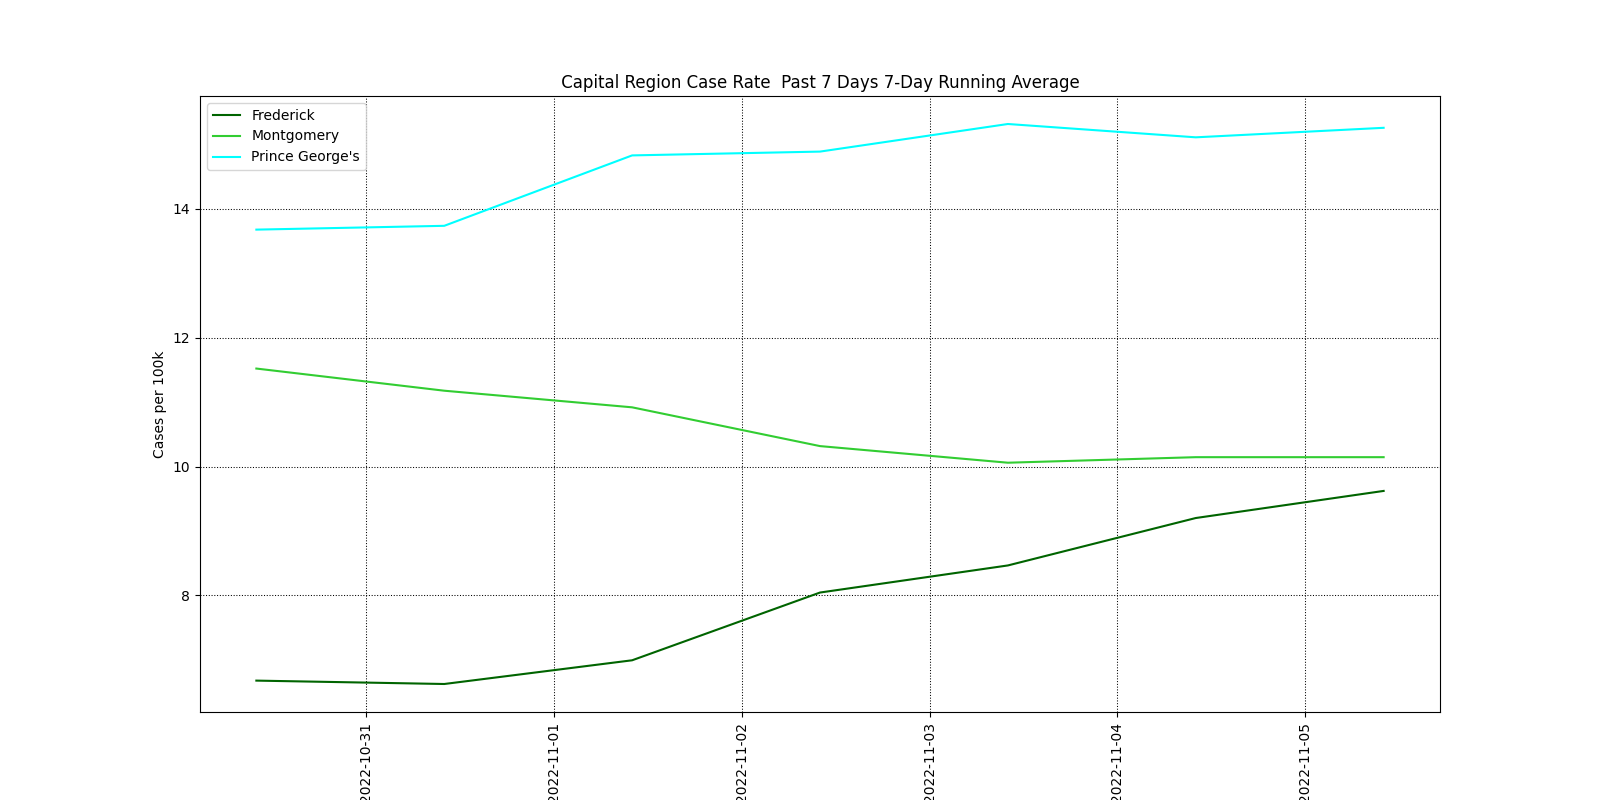 Capital Region Case Rate  Past 7 Days 7-Day Running Average
Frederick
Montgomery
Prince George's
14
12
10
8
Cases per 100k
2022-10-31
2022-11-01
2022-11-02
2022-11-03
2022-11-04
2022-11-05